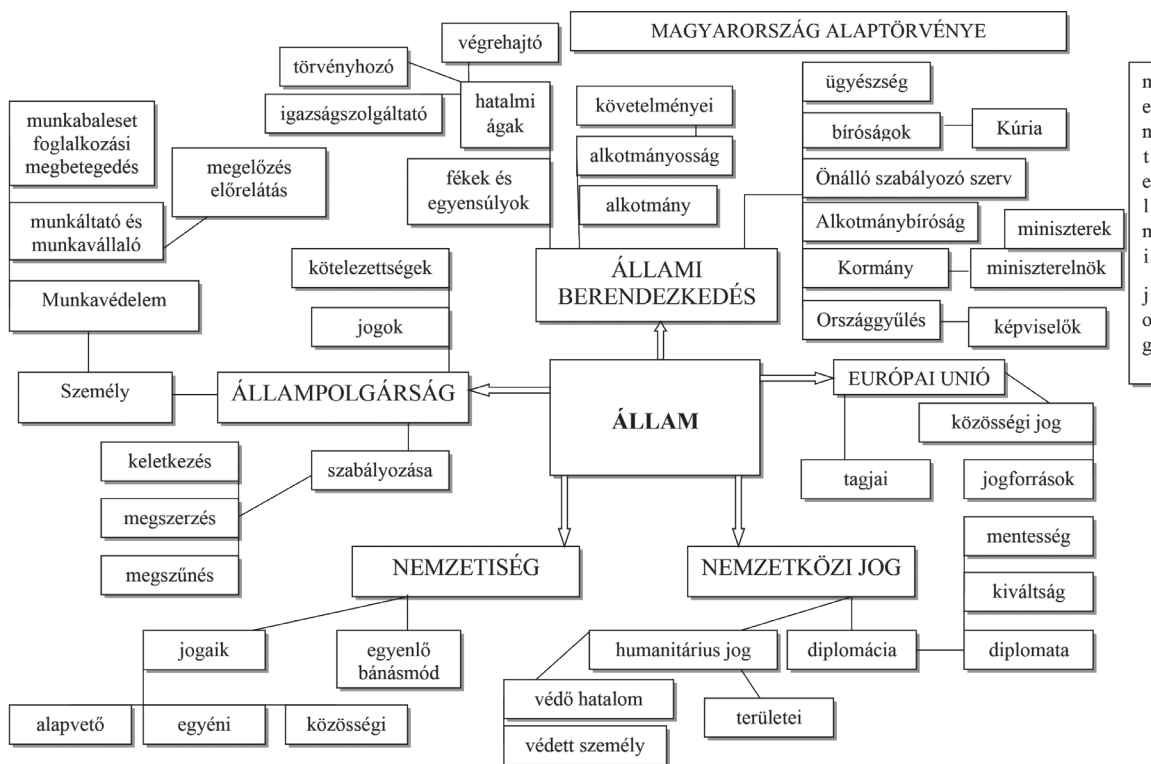 MAGYARORSZÁG ALAPTÖRVÉNYE
végrehajtó
törvényhozó
igazságszolgáltató
hatalmi
ágak
fékek és
egyensúlyok
követelményei
alkotmányosság
alkotmány
ÁLLAMI
BERENDEZKEDÉS
ügyészség
bíróságok
Kúria
Önálló szabályozó szerv
Alkotmánybíróság
miniszterek
Kormány
miniszterelnök
Országgyűlés
képviselők
munkabaleset
foglalkozási
megbetegedés
megelőzés
előrelátás
munkáltató és
munkavállaló
Munkavédelem
Személy
kötelezettségek
jogok
ÁLLAMPOLGÁRSÁG
szabályozása
keletkezés
megszerzés
megszűnés
ÁLLAM
EURÓPAI UNIÓ
közösségi jog
tagjai
jogforrások
NEMZETISÉG
jogaik
egyenlő
bánásmód
alapvető
egyéni
közösségi
NEMZETKÖZI JOG
humanitárius jog
védő hatalom
védett személy
területei
diplomácia
mentesség
kiváltság
diplomata
e
n
t
e
l
m
i
j
o
g